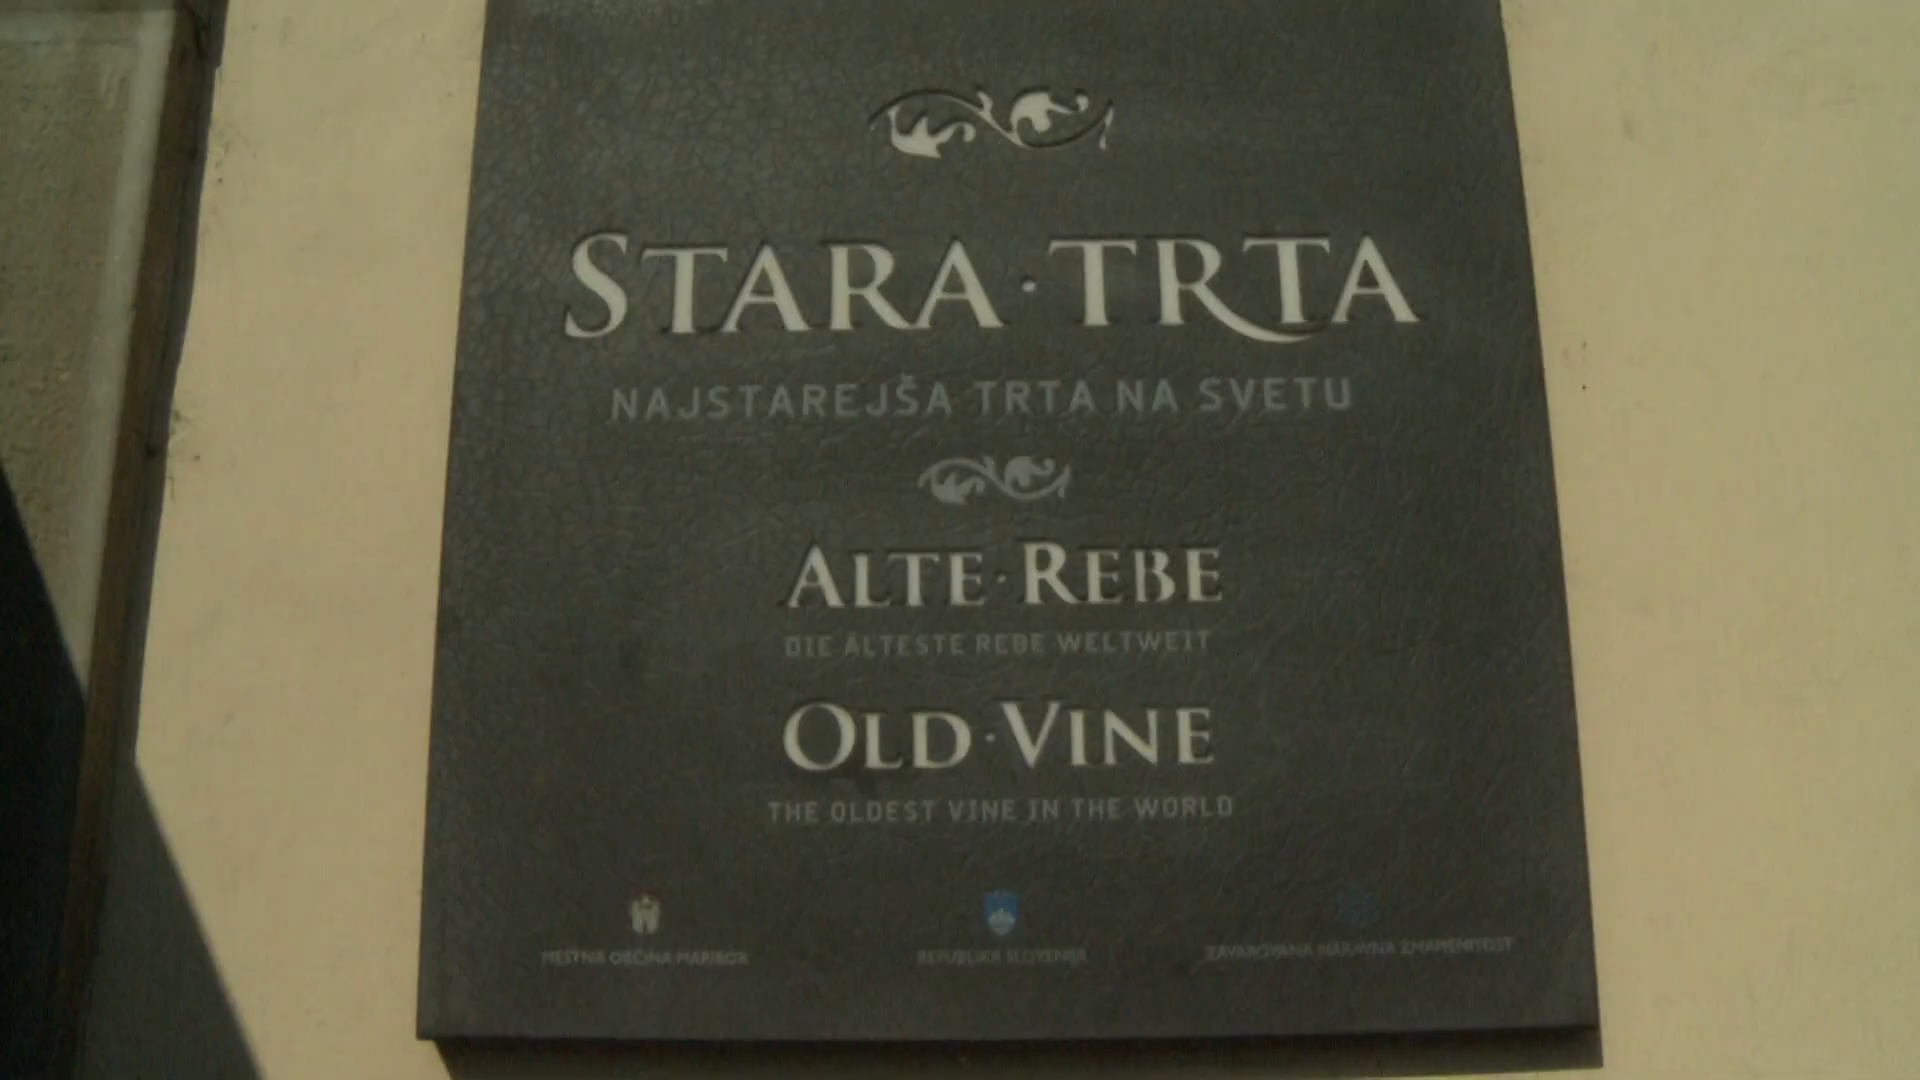 STARA·TRTA
NAJSTAREJŠA TRTA NA SVETU
ALTE·REBE
DIE ÄLTESTE REBE WELTWEIT
OLD·VINE
THE OLDEST VINE IN THE WORLD
MESTNA OBČINA MARIBOR
REPUBLIKA SLOVENIJA
ZAVAROVANA NARAVNA ZNAMENITOST